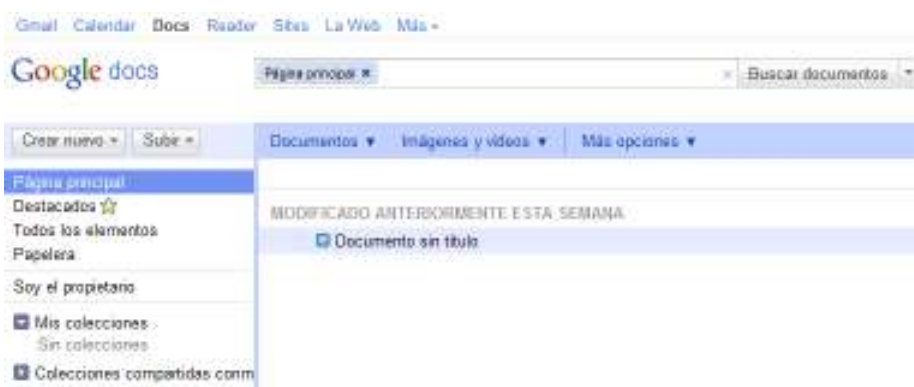 Gmail Calendar Docs Reader Sites La Web Más
Google docs
Página principal × Buscar documentos
Crear nuevo Subir
Documentos Imágenes y vídeos Más opciones
Página principal
Destacados
Todos los elementos
Papelera
Soy el propietario
Mis colecciones
Sin colecciones
Colecciones compartidas conm
MODIFICADO ANTERIORMENTE ESTA SEMANA
Documento sin título